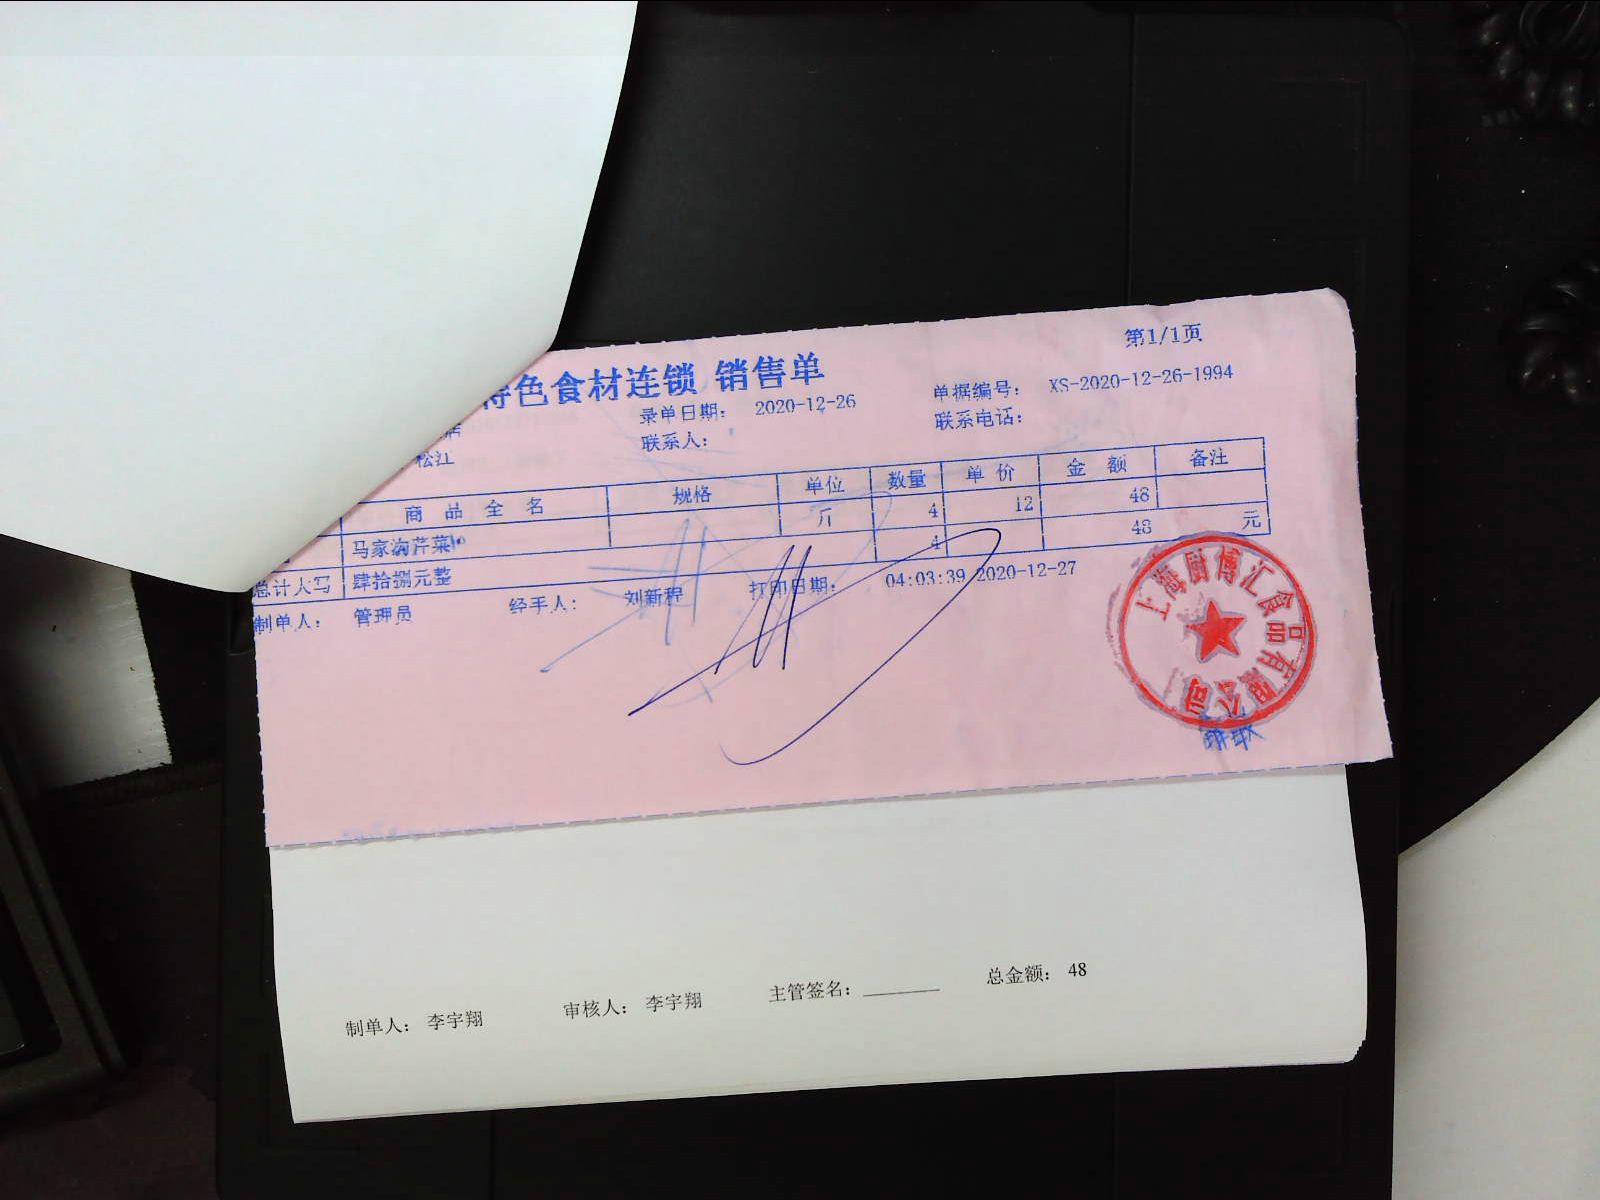 第1/1页
特色食材连锁 销售单
录单日期： 2020-12-26 单据编号： XS-2020-12-26-1994
店 联系人： 联系电话：
松江
商 品 全 名 规格 单位 数量 单 价 金 额 备注
马家沟芹菜 斤 4 12 48
4 48 元
总计大写 肆拾捌元整
制单人： 管理员 经手人： 刘新程 打印日期： 04:03:39 2020-12-27
上海厨博汇食品有限公司
制单人： 李宇翔 审核人： 李宇翔 主管签名： 总金额： 48